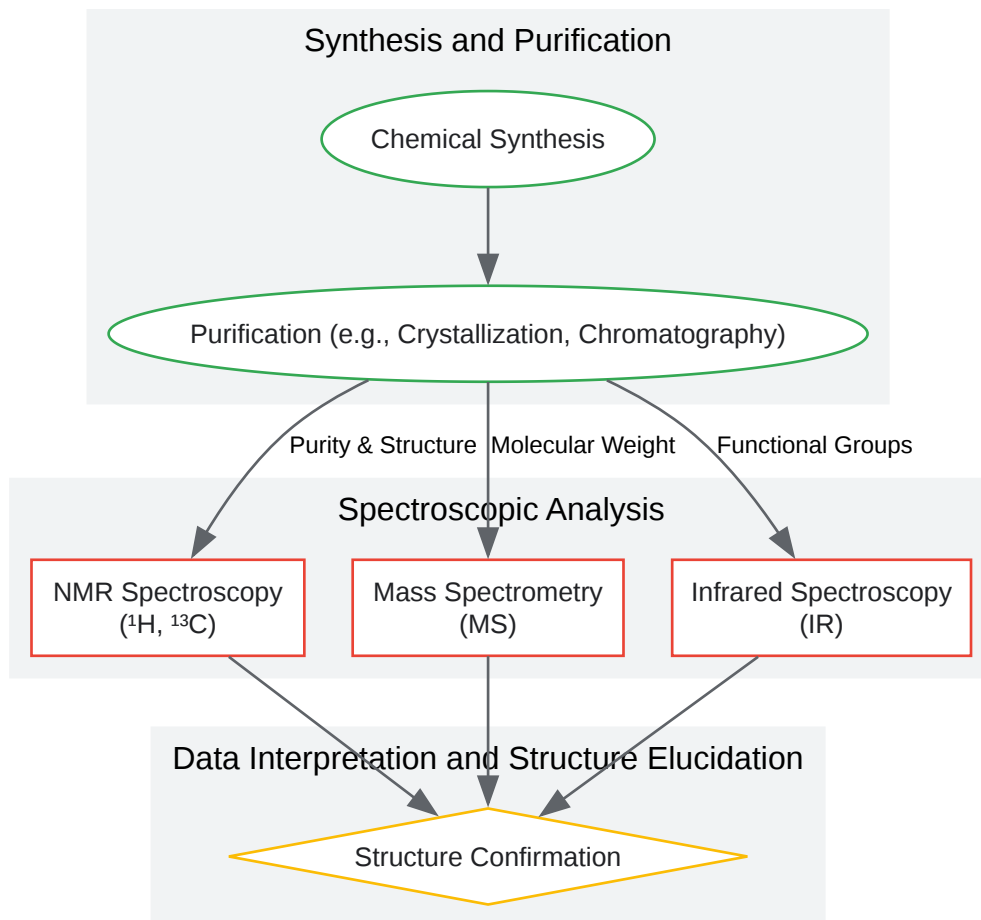 Synthesis and Purification
Chemical Synthesis
Purification (e.g., Crystallization, Chromatography)
Purity & Structure
Molecular Weight
Functional Groups
Spectroscopic Analysis
NMR Spectroscopy
(¹H, ¹³C)
Mass Spectrometry
(MS)
Infrared Spectroscopy
(IR)
Data Interpretation and Structure Elucidation
Structure Confirmation